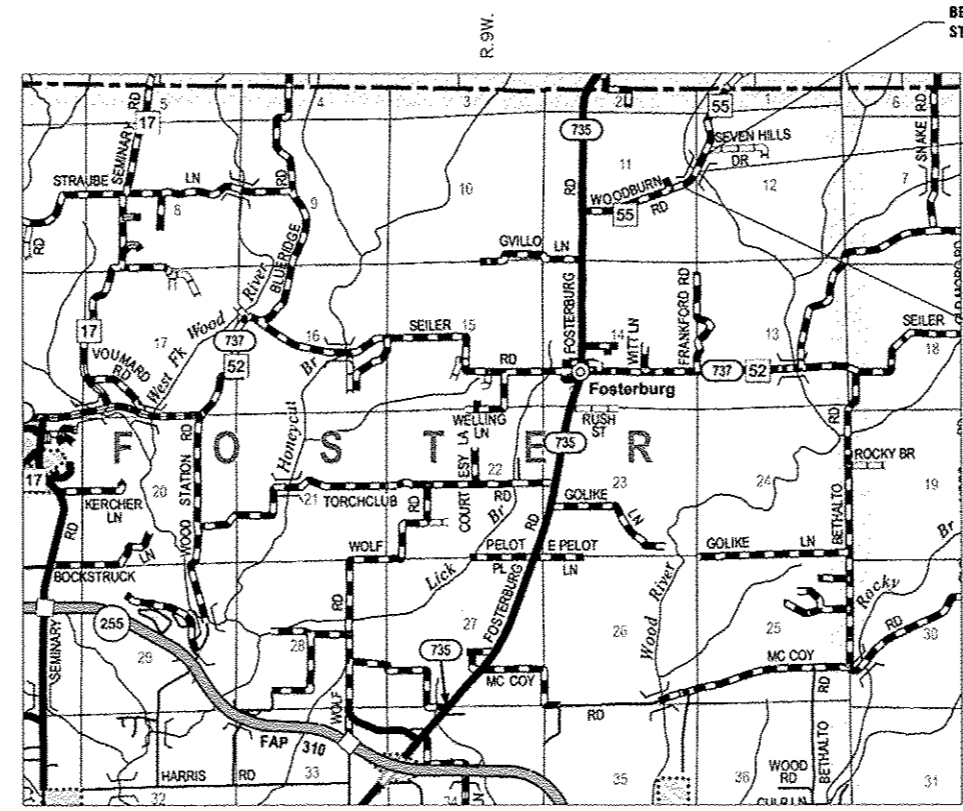 BE
ST
R. 9W.
5
4
3
2
55
1
6
RD
17
SEMINARY
735
SEVEN HILLS
DR
SNAKE RD
11
12
7
STRAUBE LN
8
9
RD
10
RD
WOODBURN RD
55
RD
GVILLO LN
BLUERIDGE
West Fk Wood River
17
17
737
52
16
SEILER
15
FOSTERBURG
14
WITT LN
FRANKFORD RD
13
SEILER
18
VOUMARD RD
Br
RD
Fosterburg
737
52
WELLING LN
RUSH ST
735
RD
FOSTER
Honeycut
ROCKY BR
17
20
STATION RD
21
TORCHCLUB RD
ESY LA
COURT
22
23
24
19
KERCHER LN
RD
GOLIKE LN
Br
BETHALTO
WOOD
WOLF
RD
PELOT PL
E PELOT LN
GOLIKE LN
Br
BOCKSTRUCK LN
Lick
RD
Wood River
Rocky
255
RD
28
27
FOSTERBURG
26
25
RD
30
29
735
MC COY
MC COY
SEMINARY
WOLF
RD
RD
FAP 310
HARRIS RD
33
35
36
WOOD RD
BETHALTO
31
32
34
LN
CULP LN